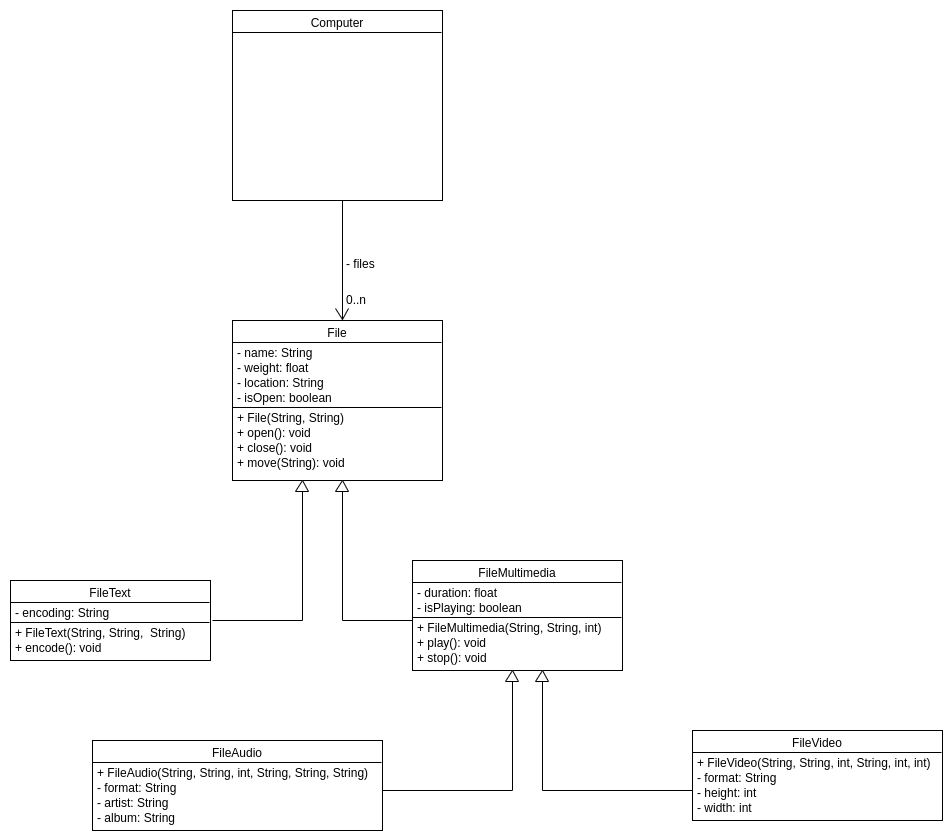 Computer
- files
0..n
File
- name: String
- weight: float
- location: String
- isOpen: boolean
+ File(String, String)
+ open(): void
+ close(): void
+ move(String): void
FileText
- encoding: String
+ FileText(String, String,  String)
+ encode(): void
FileMultimedia
- duration: float
- isPlaying: boolean
+ FileMultimedia(String, String, int)
+ play(): void
+ stop(): void
FileAudio
+ FileAudio(String, String, int, String, String, String)
- format: String
- artist: String
- album: String
FileVideo
+ FileVideo(String, String, int, String, int, int)
- format: String
- height: int
- width: int